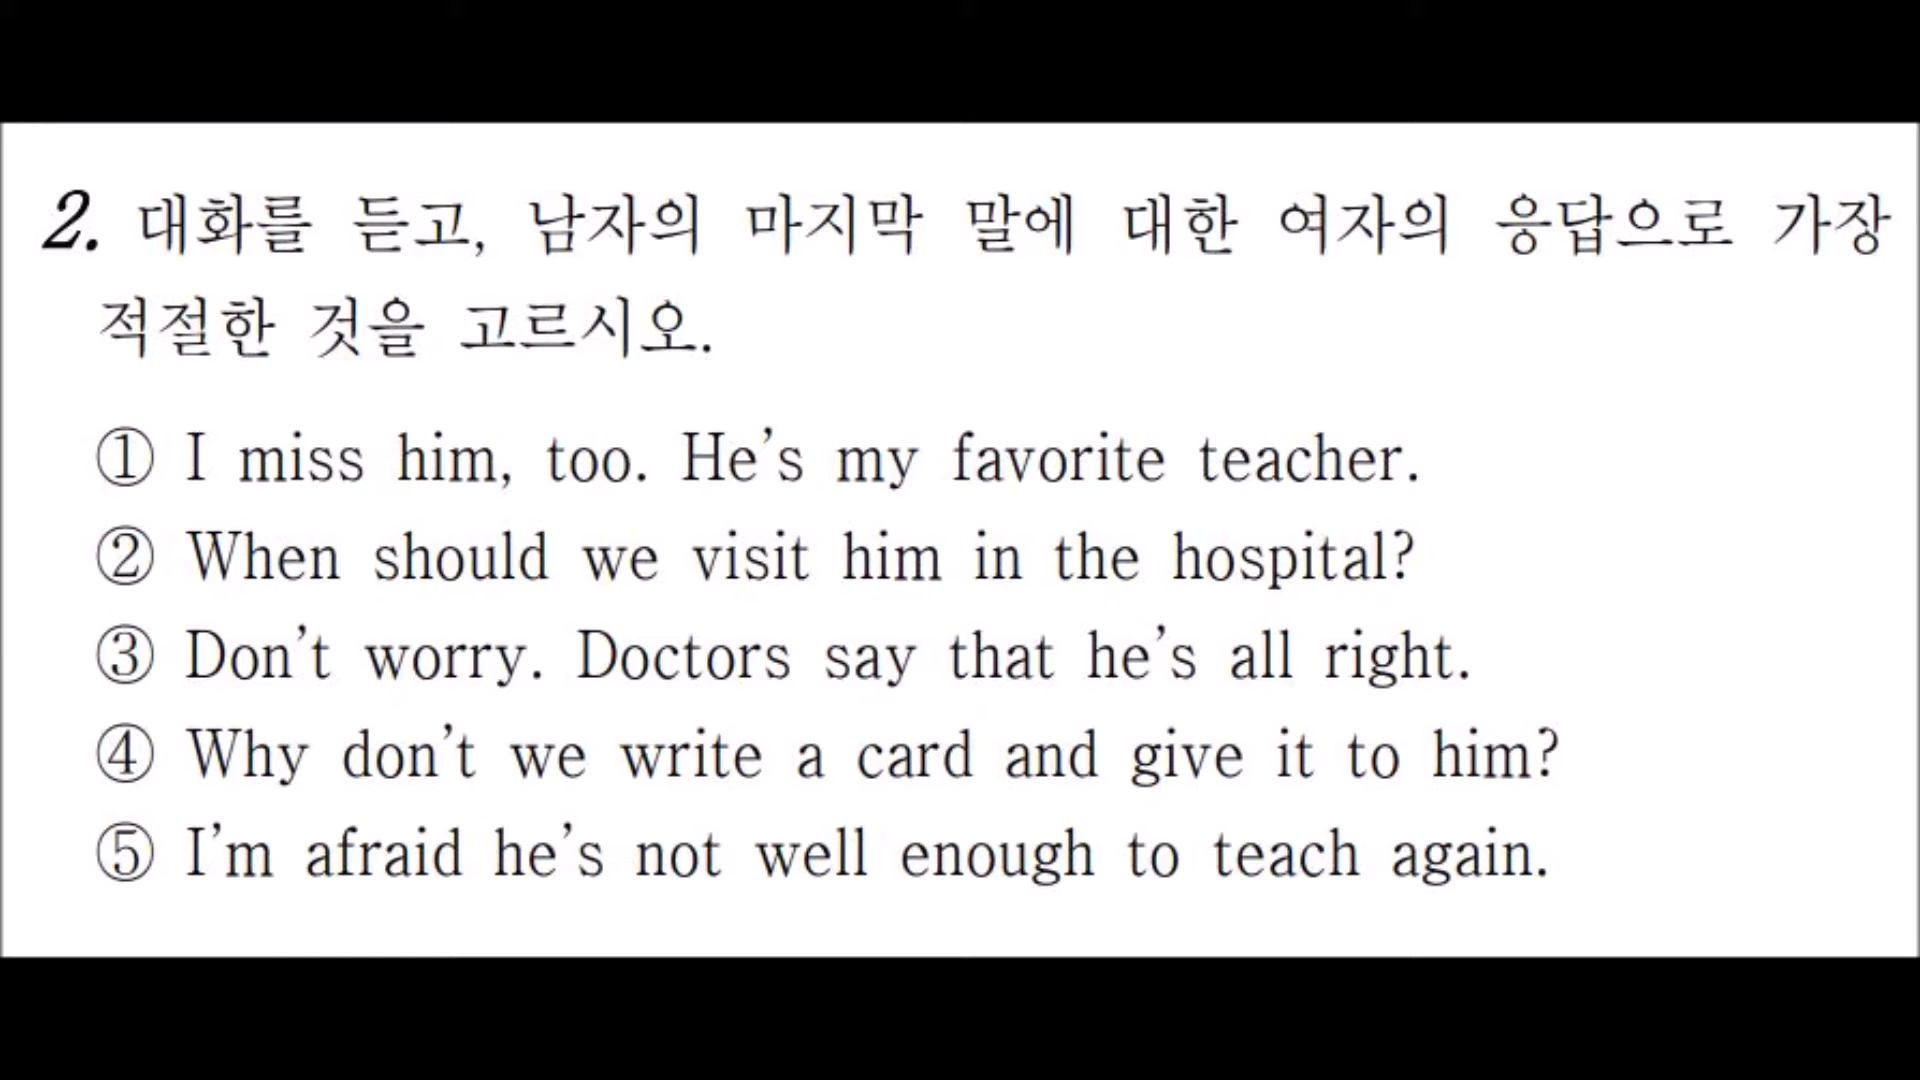 2. 대화를 듣고, 남자의 마지막 말에 대한 여자의 응답으로 가장
적절한 것을 고르시오.
① I miss him, too. He's my favorite teacher.
② When should we visit him in the hospital?
③ Don't worry. Doctors say that he's all right.
④ Why don't we write a card and give it to him?
⑤ I'm afraid he's not well enough to teach again.